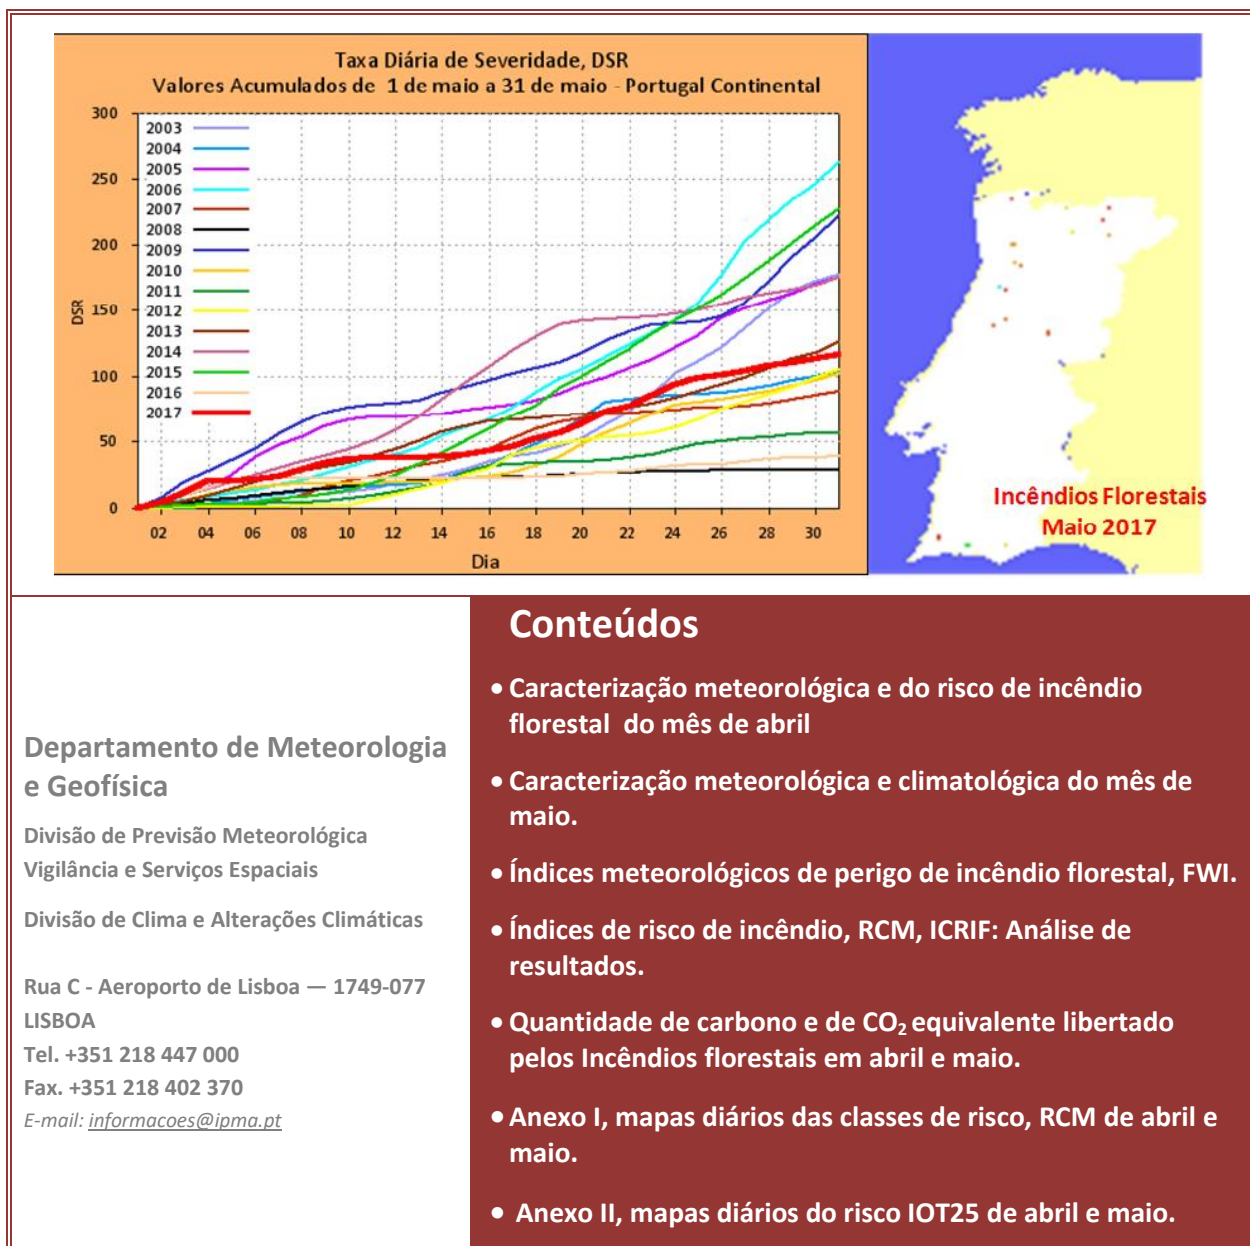 Taxa Diária de Severidade, DSR
Valores Acumulados de 1 de maio a 31 de maio - Portugal Continental
300
250
200
150
100
50
0
DSR
2003
2004
2005
2006
2007
2008
2009
2010
2011
2012
2013
2014
2015
2016
2017
02 04 06 08 10 12 14 16 18 20 22 24 26 28 30
Dia
Incêndios Florestais
Maio 2017
Departamento de Meteorologia
e Geofísica
Divisão de Previsão Meteorológica
Vigilância e Serviços Espaciais
Divisão de Clima e Alterações Climáticas
Rua C - Aeroporto de Lisboa — 1749-077
LISBOA
Tel. +351 218 447 000
Fax. +351 218 402 370
E-mail: informacoes@ipma.pt
Conteúdos
• Caracterização meteorológica e do risco de incêndio
florestal do mês de abril
• Caracterização meteorológica e climatológica do mês de
maio.
• Índices meteorológicos de perigo de incêndio florestal, FWI.
• Índices de risco de incêndio, RCM, ICRIF: Análise de
resultados.
• Quantidade de carbono e de CO₂ equivalente libertado
pelos Incêndios florestais em abril e maio.
• Anexo I, mapas diários das classes de risco, RCM de abril e
maio.
• Anexo II, mapas diários do risco IOT25 de abril e maio.